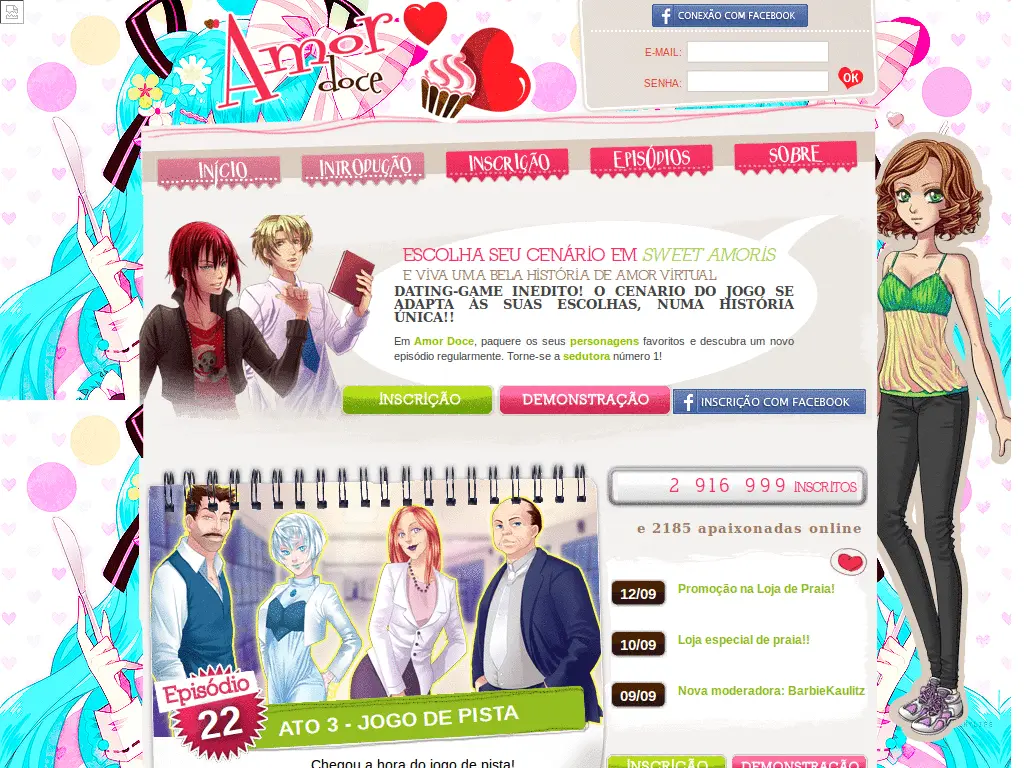 Amor
doce
CONEXÃO COM FACEBOOK
E-MAIL:
SENHA:
OK
INÍCIO
INTRODUÇÃO
INSCRIÇÃO
EPISÓDIOS
SOBRE
ESCOLHA SEU CENÁRIO EM SWEET AMORIS
E VIVA UMA BELA HISTÓRIA DE AMOR VIRTUAL
DATING-GAME INEDITO! O CENARIO DO JOGO SE
ADAPTA ÀS SUAS ESCOLHAS, NUMA HISTÓRIA
ÚNICA!!
Em Amor Doce, paquere os seus personagens favoritos e descubra um novo
episódio regularmente. Torne-se a sedutora número 1!
INSCRIÇÃO
DEMONSTRAÇÃO
INSCRIÇÃO COM FACEBOOK
2 916 999 INSCRITOS
e 2185 apaixonadas online
12/09
Promoção na Loja de Praia!
10/09
Loja especial de praia!!
09/09
Nova moderadora: BarbieKaulitz
Episódio
22
ATO 3 - JOGO DE PISTA
Chegou a hora do jogo de pista!
INSCRIÇÃO
DEMONSTRAÇÃO